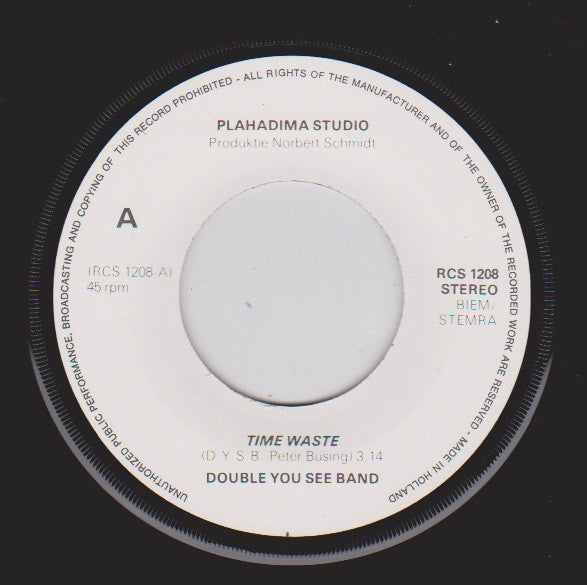 UNAUTHORIZED PUBLIC PERFORMANCE, BROADCASTING AND COPYING OF THIS RECORD PROHIBITED - ALL RIGHTS OF THE MANUFACTURER AND OF THE OWNER OF THE RECORDED WORK ARE RESERVED - MADE IN HOLLAND
PLAHADIMA STUDIO
Produktie Norbert Schmidt
A
(RCS 1208-A)
45 rpm
RCS 1208
STEREO
BIEM/
STEMRA
TIME WASTE
(D.Y.S.B. Peter Busing) 3.14
DOUBLE YOU SEE BAND